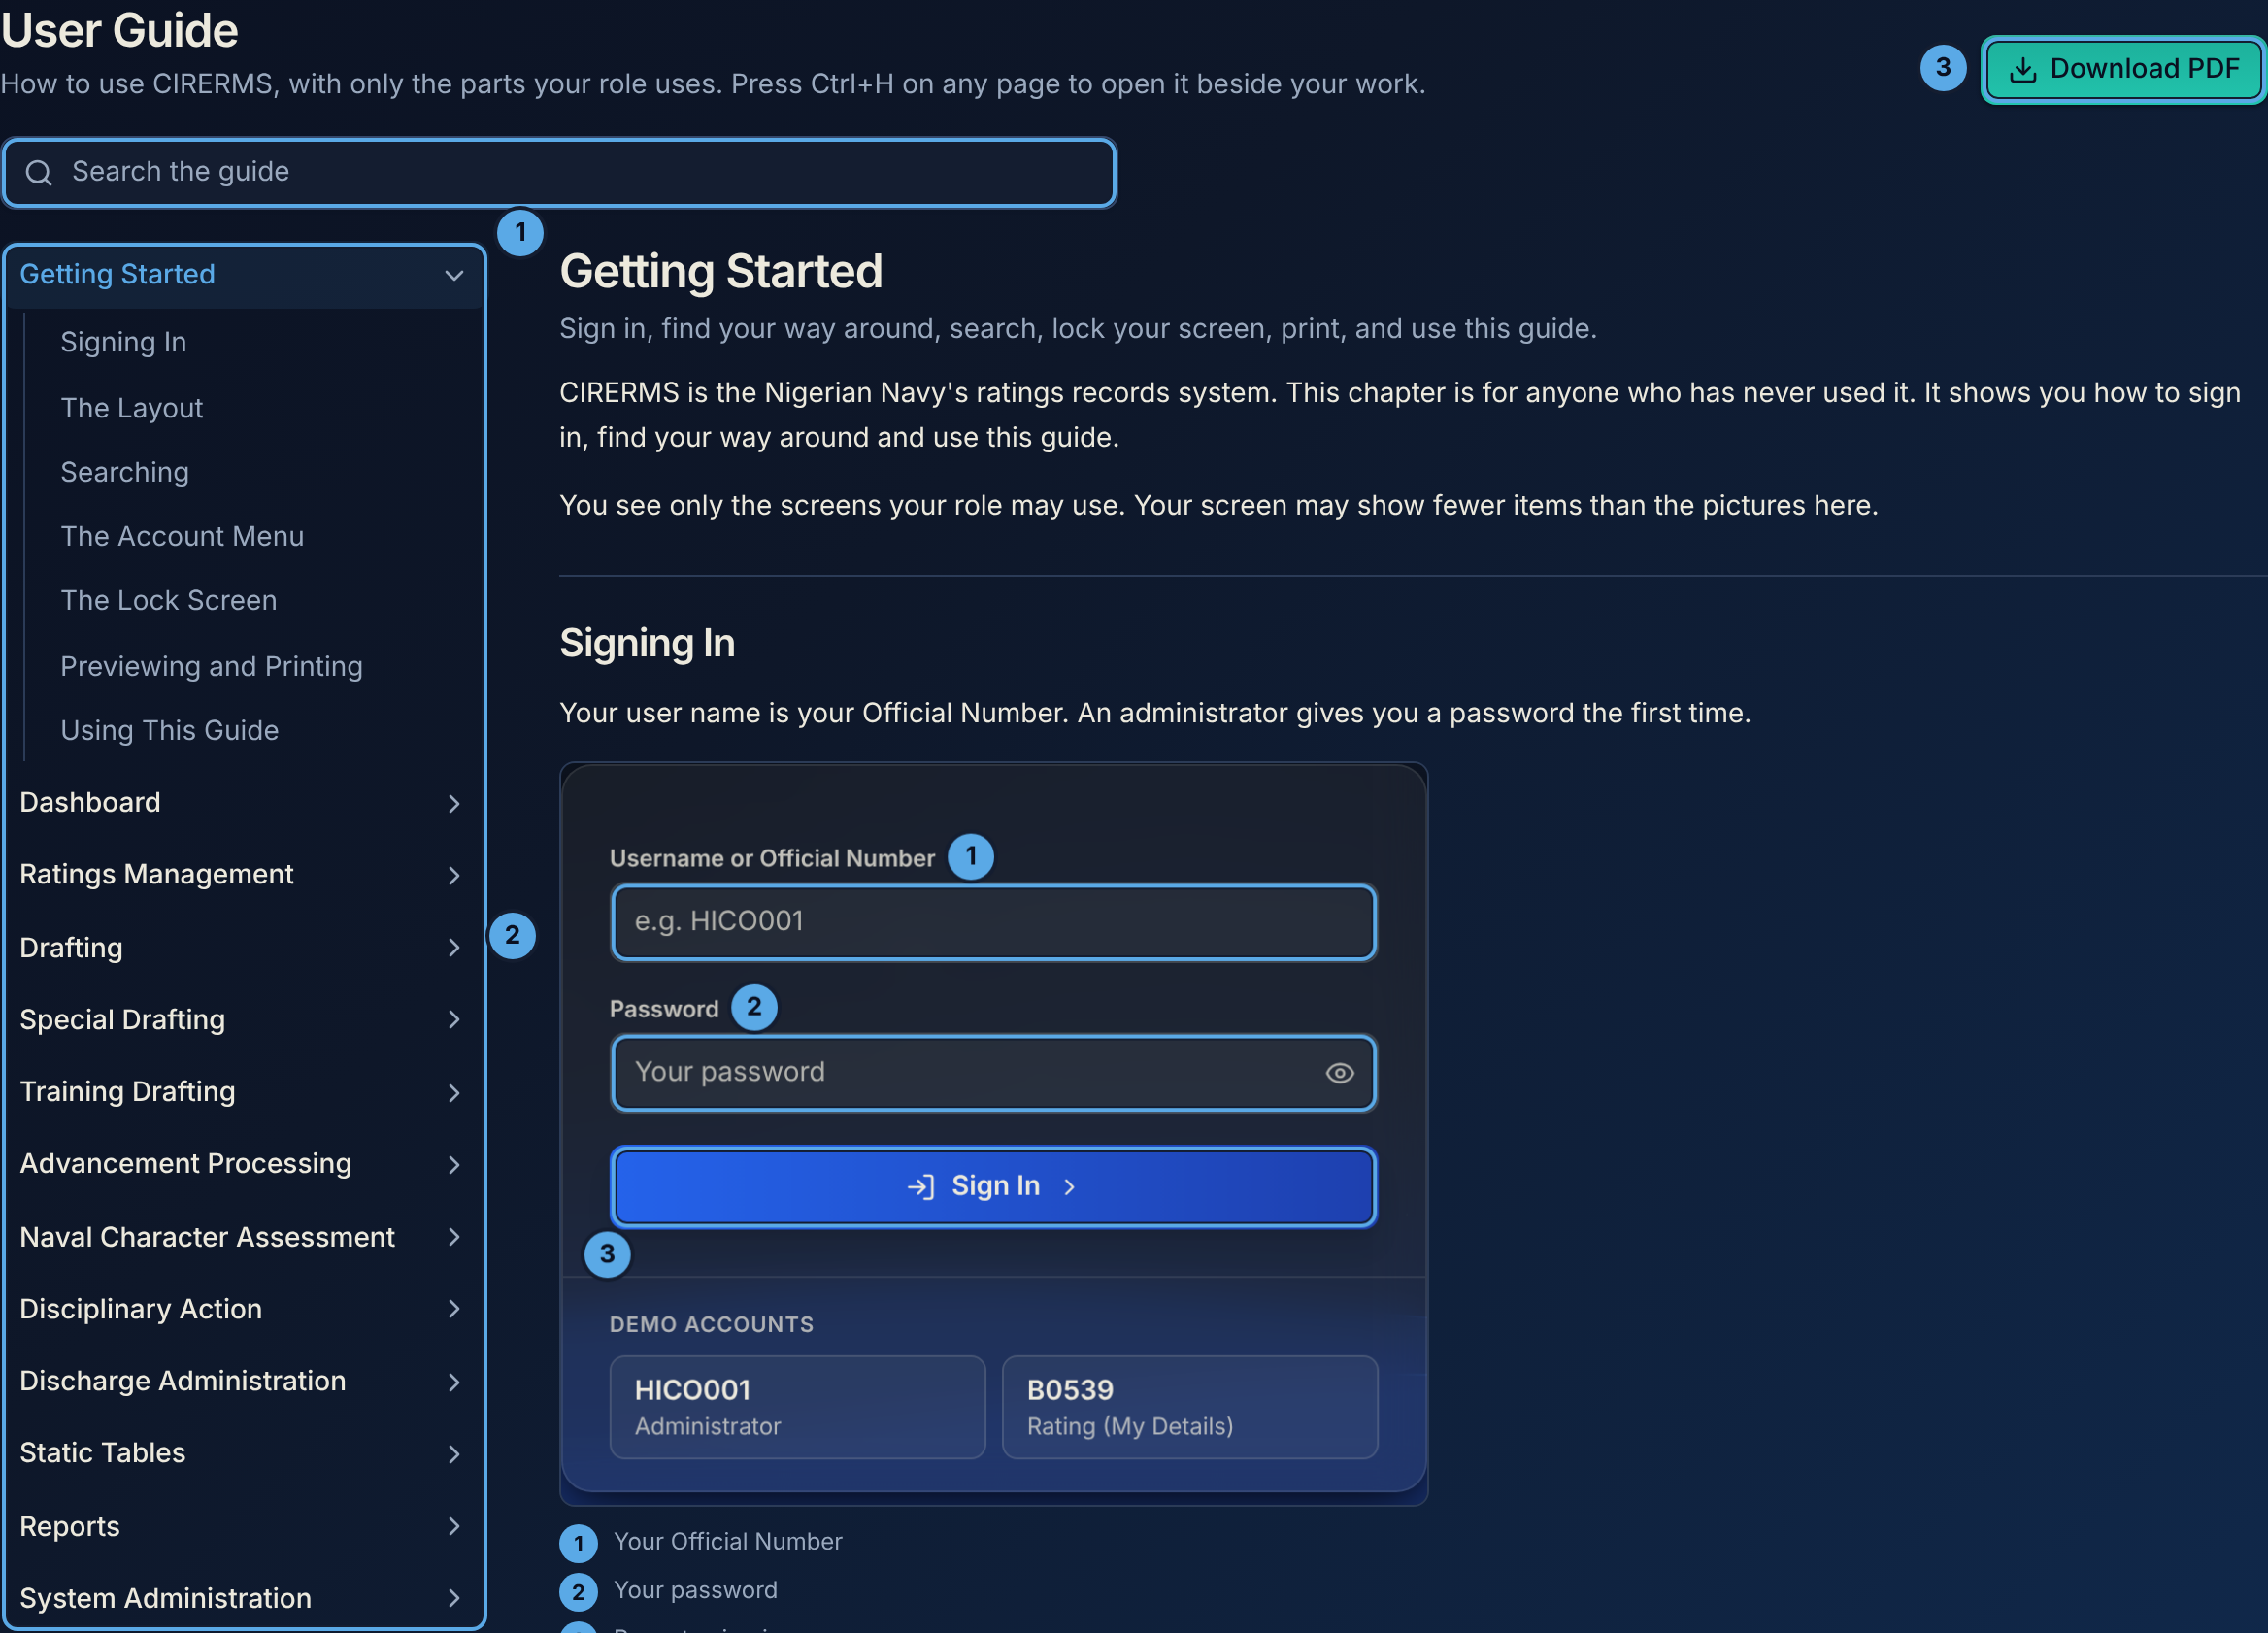 User Guide
How to use CIRERMS, with only the parts your role uses. Press Ctrl+H on any page to open it beside your work.
3
Download PDF
Search the guide
1
Getting Started
Signing In
The Layout
Searching
The Account Menu
The Lock Screen
Previewing and Printing
Using This Guide
Dashboard
Ratings Management
Drafting
Special Drafting
Training Drafting
Advancement Processing
Naval Character Assessment
Disciplinary Action
Discharge Administration
Static Tables
Reports
System Administration
2
Getting Started
Sign in, find your way around, search, lock your screen, print, and use this guide.
CIRERMS is the Nigerian Navy's ratings records system. This chapter is for anyone who has never used it. It shows you how to sign
in, find your way around and use this guide.
You see only the screens your role may use. Your screen may show fewer items than the pictures here.
Signing In
Your user name is your Official Number. An administrator gives you a password the first time.
Username or Official Number 1
e.g. HICO001
Password 2
Your password
Sign In
3
DEMO ACCOUNTS
HICO001
Administrator
B0539
Rating (My Details)
1 Your Official Number
2 Your password